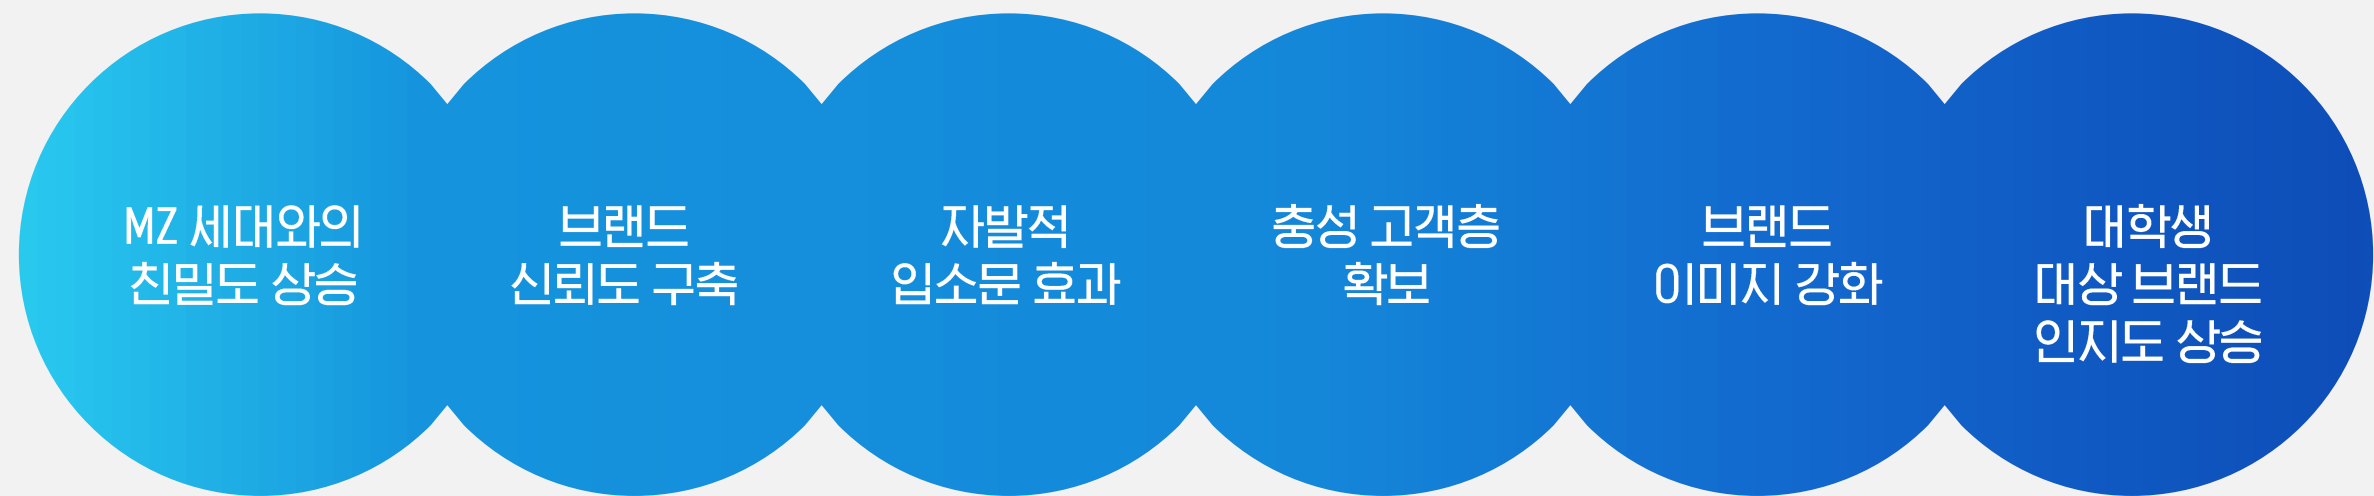 MZ 세대와의
친밀도 상승
브랜드
신뢰도 구축
자발적
입소문 효과
충성 고객층
확보
브랜드
이미지 강화
대학생
대상 브랜드
인지도 상승